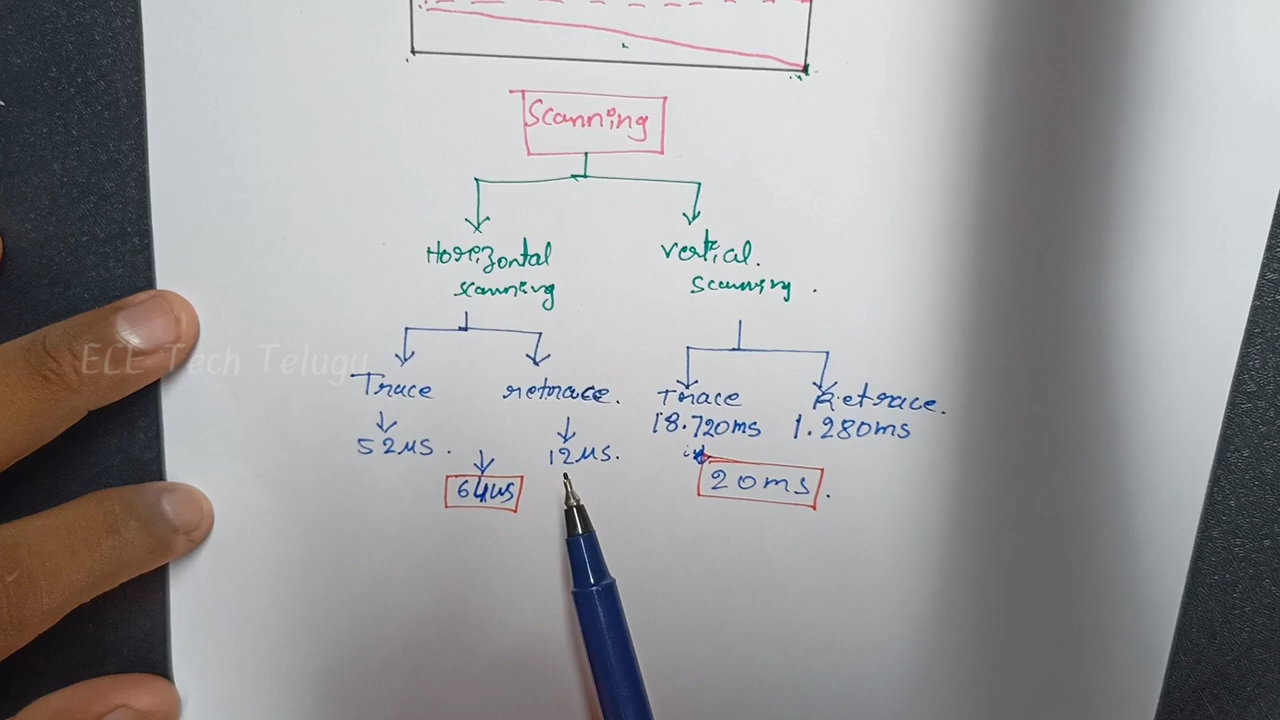 Scanning
Horizontal
scanning
vertical.
scanning.
Trace
retrace.
52μs.
12μs.
64μs
Trace
Retrace.
18.720ms
1.280ms
20ms.
ECE Tech Telugu